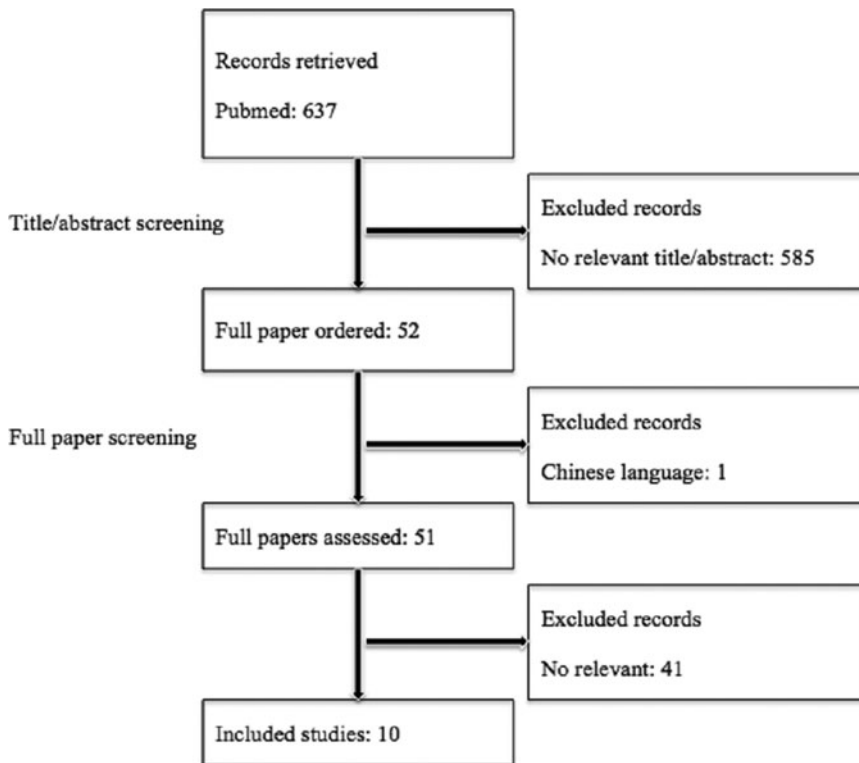 Records retrieved
Pubmed: 637
Title/abstract screening
Excluded records
No relevant title/abstract: 585
Full paper ordered: 52
Full paper screening
Excluded records
Chinese language: 1
Full papers assessed: 51
Excluded records
No relevant: 41
Included studies: 10